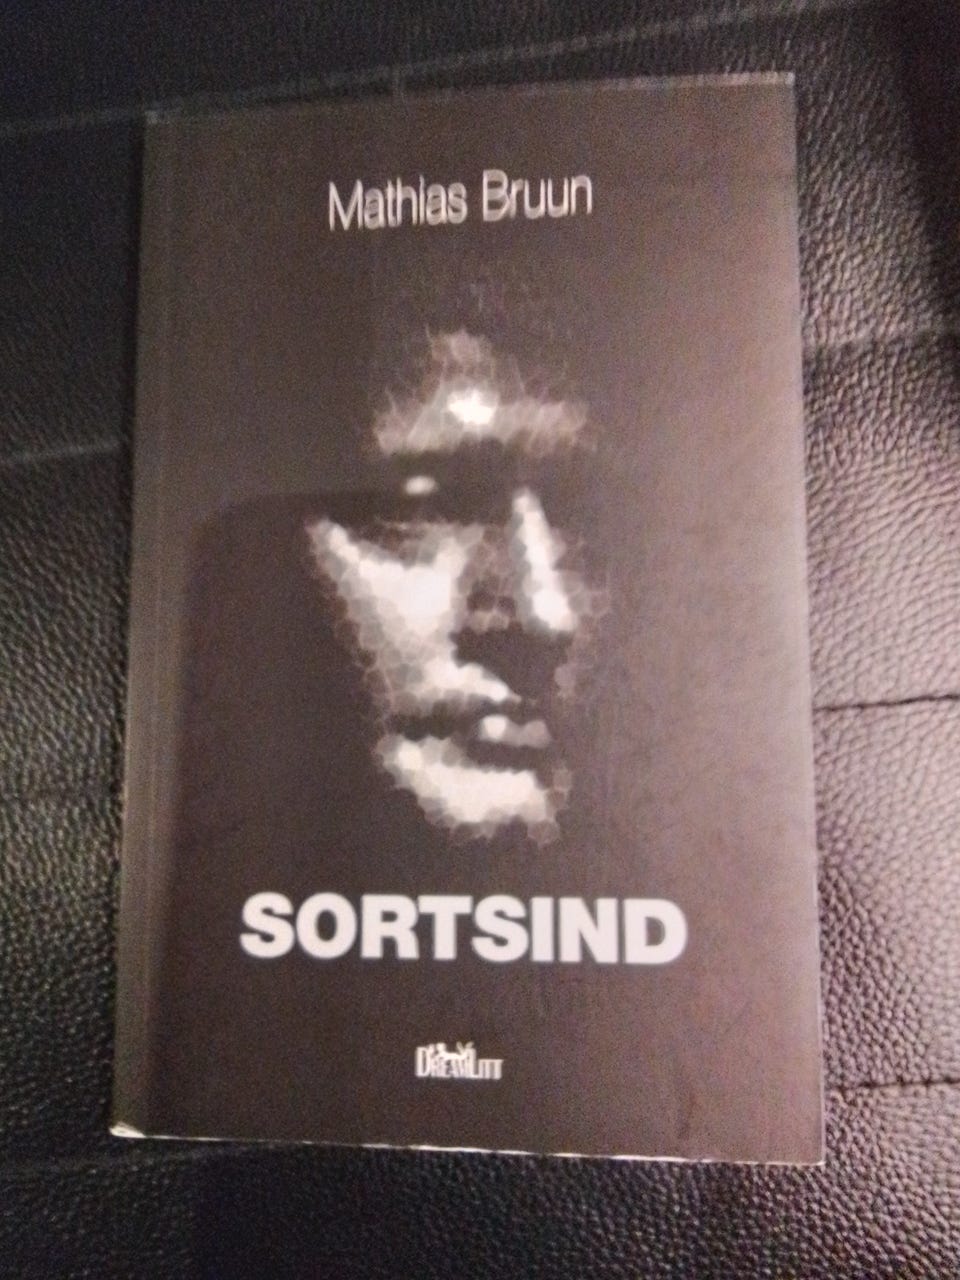 Mathias Bruun
SORTSIND
DREAMLITT